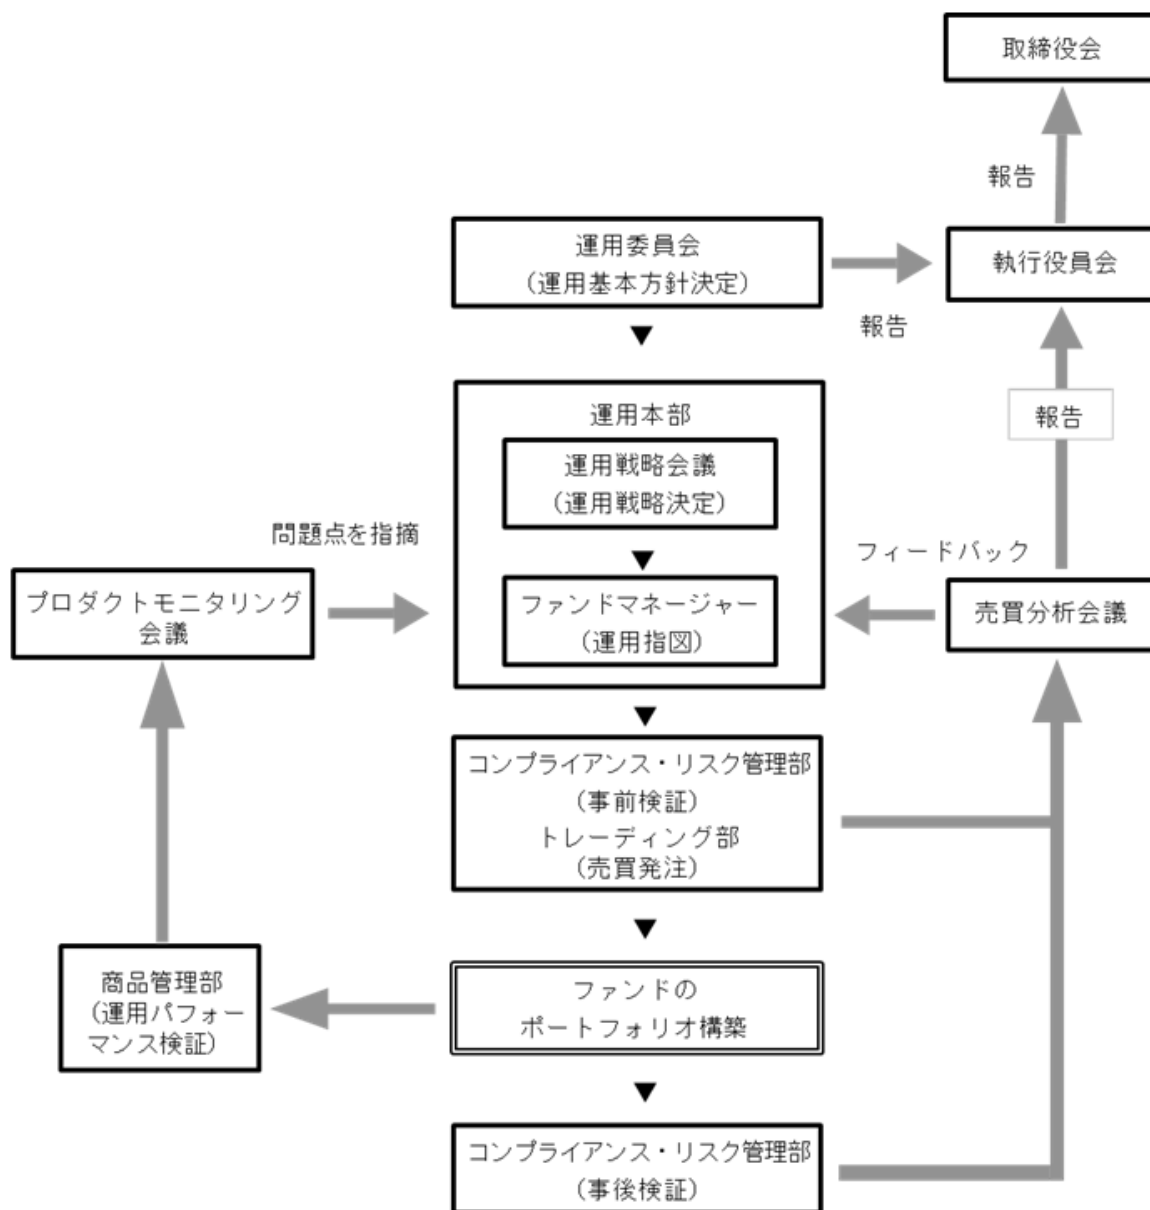 取締役会
報告
運用委員会
（運用基本方針決定）
執行役員会
報告
運用本部
報告
運用戦略会議
（運用戦略決定）
問題点を指摘
フィードバック
プロダクトモニタリング
会議
ファンドマネージャー
（運用指図）
売買分析会議
コンプライアンス・リスク管理部
（事前検証）
トレーディング部
（売買発注）
商品管理部
（運用パフォー
マンス検証）
ファンドの
ポートフォリオ構築
コンプライアンス・リスク管理部
（事後検証）